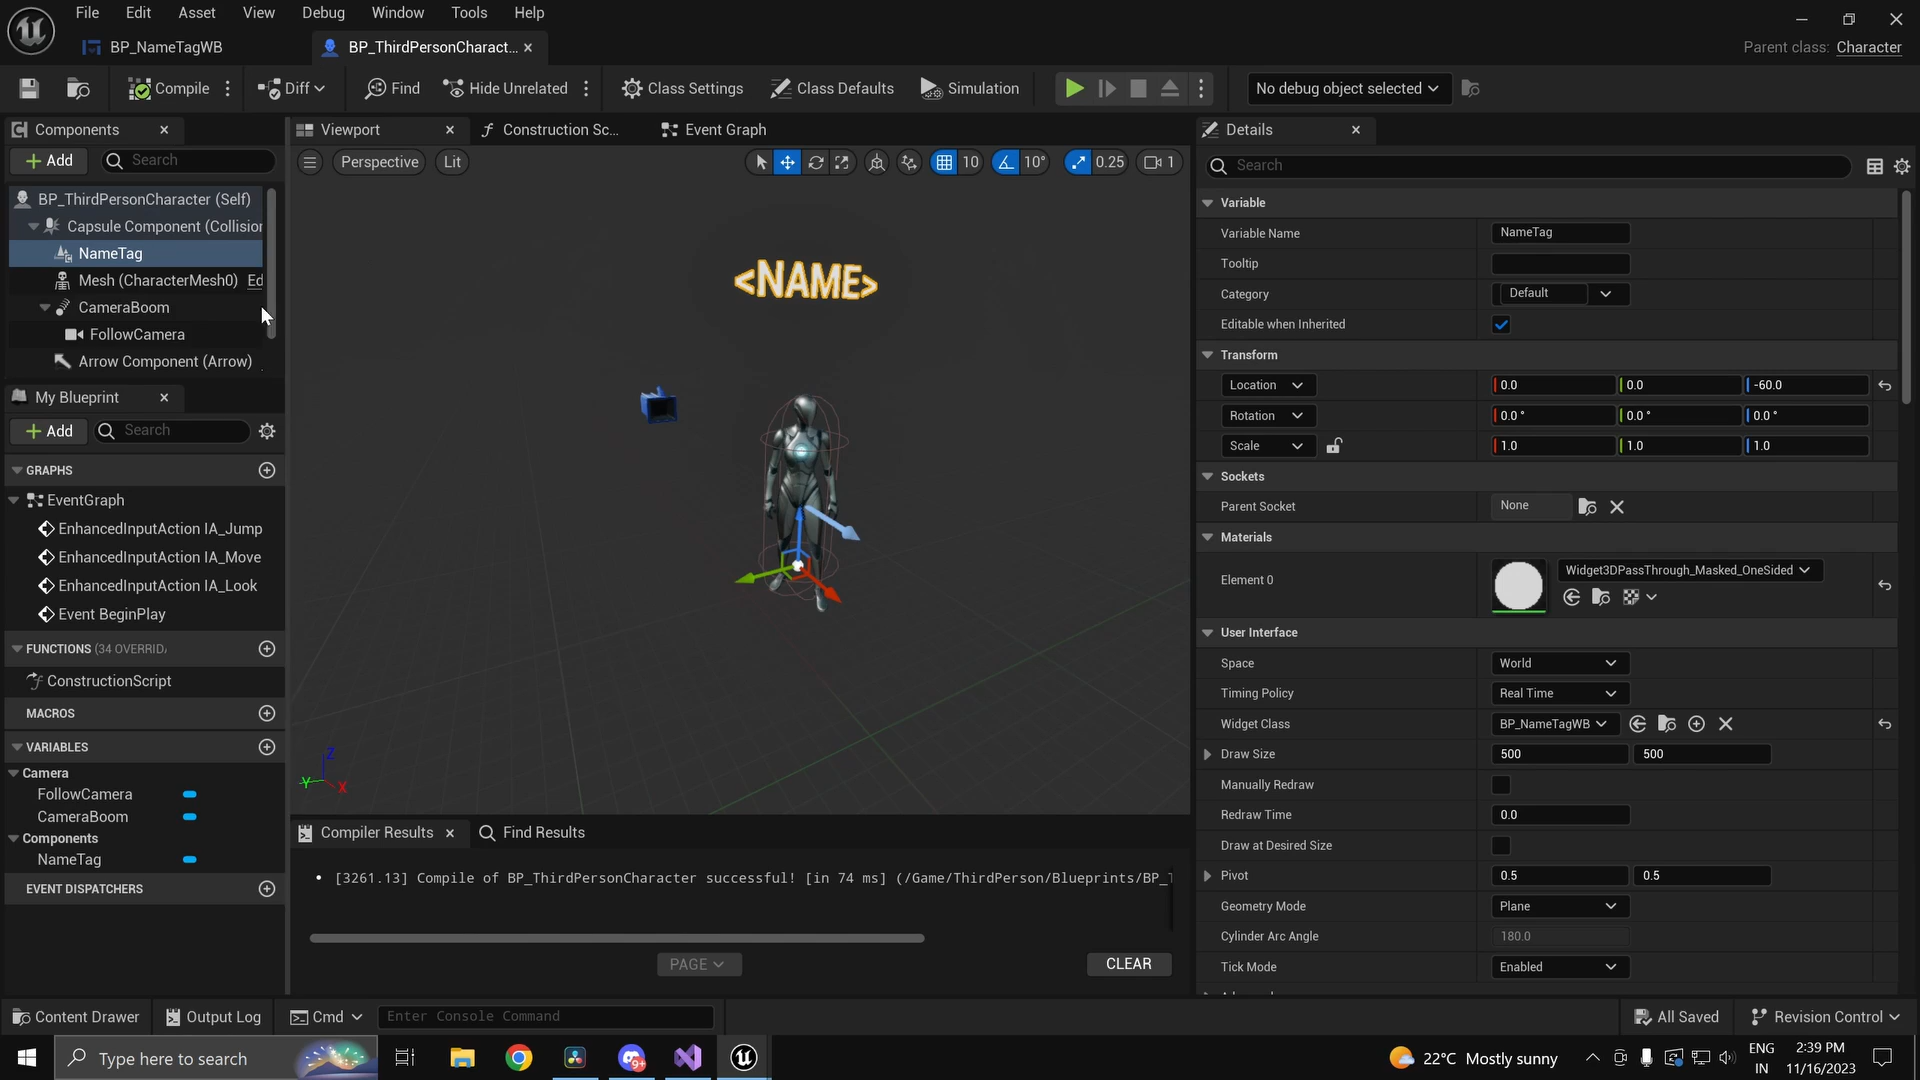 File Edit Asset View Debug Window Tools Help
BP_NameTagWB
BP_ThirdPersonCharact...
Parent class: Character
Compile
Diff
Find
Hide Unrelated
Class Settings
Class Defaults
Simulation
No debug object selected
Components
Add
Search
BP_ThirdPersonCharacter (Self)
Capsule Component (Collision
NameTag
Mesh (CharacterMesh0) Ed
CameraBoom
FollowCamera
Arrow Component (Arrow)
My Blueprint
Add
Search
GRAPHS
EventGraph
EnhancedInputAction IA_Jump
EnhancedInputAction IA_Move
EnhancedInputAction IA_Look
Event BeginPlay
FUNCTIONS (34 OVERRID
ConstructionScript
MACROS
VARIABLES
Camera
FollowCamera
CameraBoom
Components
NameTag
EVENT DISPATCHERS
Viewport
Construction Sc...
Event Graph
Perspective
Lit
10
10°
0.25
1
<NAME>
Z
Y
X
Compiler Results
Find Results
• [3261.13] Compile of BP_ThirdPersonCharacter successful! [in 74 ms] (/Game/ThirdPerson/Blueprints/BP_T
PAGE
CLEAR
Details
Search
Variable
Variable Name NameTag
Tooltip
Category Default
Editable when Inherited
Transform
Location 0.0 0.0 -60.0
Rotation 0.0 ° 0.0 ° 0.0 °
Scale 1.0 1.0 1.0
Sockets
Parent Socket None
Materials
Element 0 Widget3DPassThrough_Masked_OneSided
User Interface
Space World
Timing Policy Real Time
Widget Class BP_NameTagWB
Draw Size 500 500
Manually Redraw
Redraw Time 0.0
Draw at Desired Size
Pivot 0.5 0.5
Geometry Mode Plane
Cylinder Arc Angle 180.0
Tick Mode Enabled
Content Drawer
Output Log
Cmd
Enter Console Command
All Saved
Revision Control
Type here to search
9+
22°C Mostly sunny
ENG
IN
2:39 PM
11/16/2023